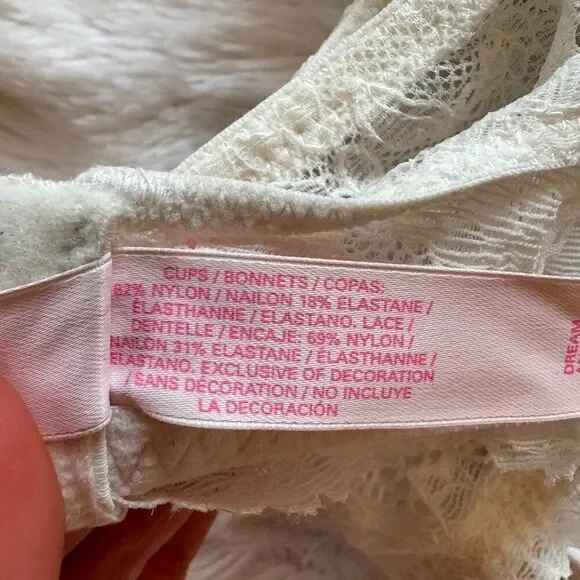 CUPS / BONNETS / COPAS:
82% NYLON / NAILON 18% ELASTANE /
ÉLASTHANNE / ELASTANO. LACE /
DENTELLE / ENCAJE: 69% NYLON /
NAILON 31% ELASTANE / ÉLASTHANNE /
ELASTANO. EXCLUSIVE OF DECORATION
/ SANS DÉCORATION / NO INCLUYE
LA DECORACIÓN
DREAM